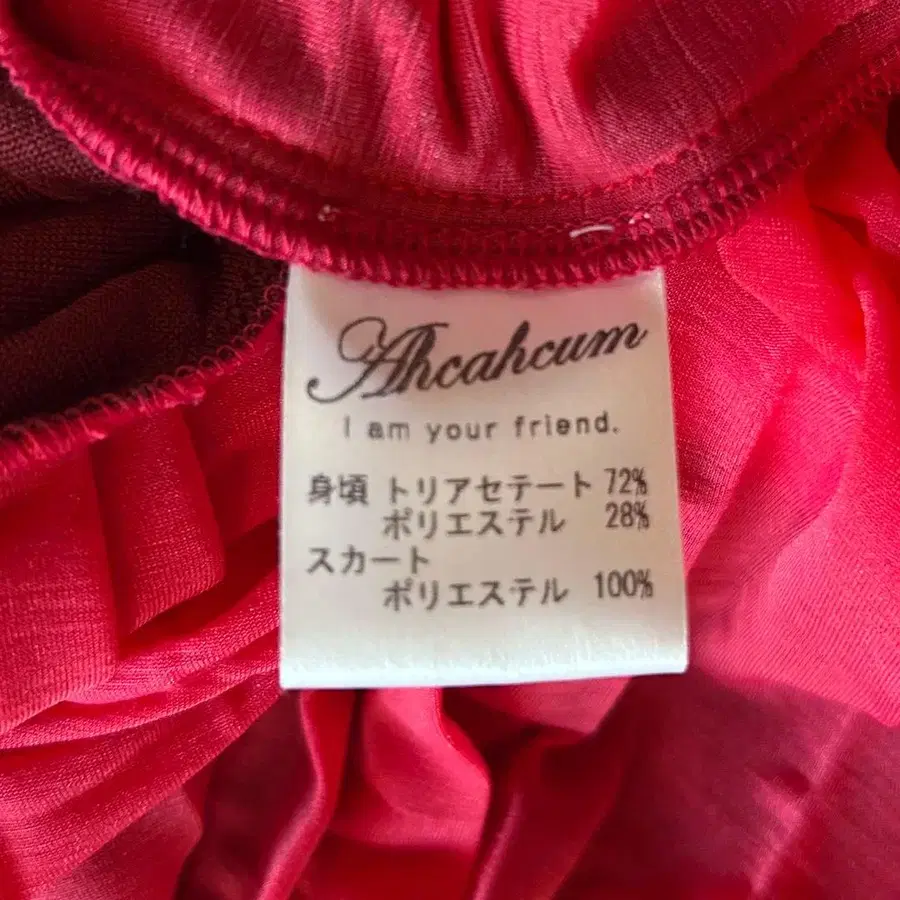 Ahcahcum
I am your friend.
身頃 トリアセテート 72%
ポリエステル 28%
スカート
ポリエステル 100%